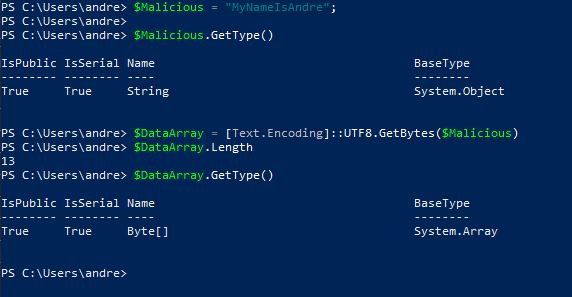 PS C:\Users\andre> $Malicious = "MyNameIsAndre";
PS C:\Users\andre>
PS C:\Users\andre> $Malicious.GetType()
IsPublic IsSerial Name                                     BaseType
-------- -------- ----                                     --------
True     True     String                                   System.Object
PS C:\Users\andre> $DataArray = [Text.Encoding]::UTF8.GetBytes($Malicious)
PS C:\Users\andre> $DataArray.Length
13
PS C:\Users\andre> $DataArray.GetType()
IsPublic IsSerial Name                                     BaseType
-------- -------- ----                                     --------
True     True     Byte[]                                   System.Array
PS C:\Users\andre>